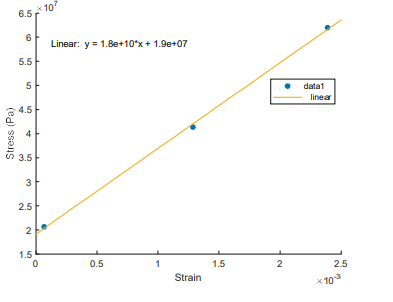 ×10⁷
6.5
6
5.5
5
4.5
4
3.5
3
2.5
2
1.5
Stress (Pa)
Linear: y = 1.8e+10*x + 1.9e+07
data1
linear
0 0.5 1 1.5 2 2.5
Strain
×10⁻³